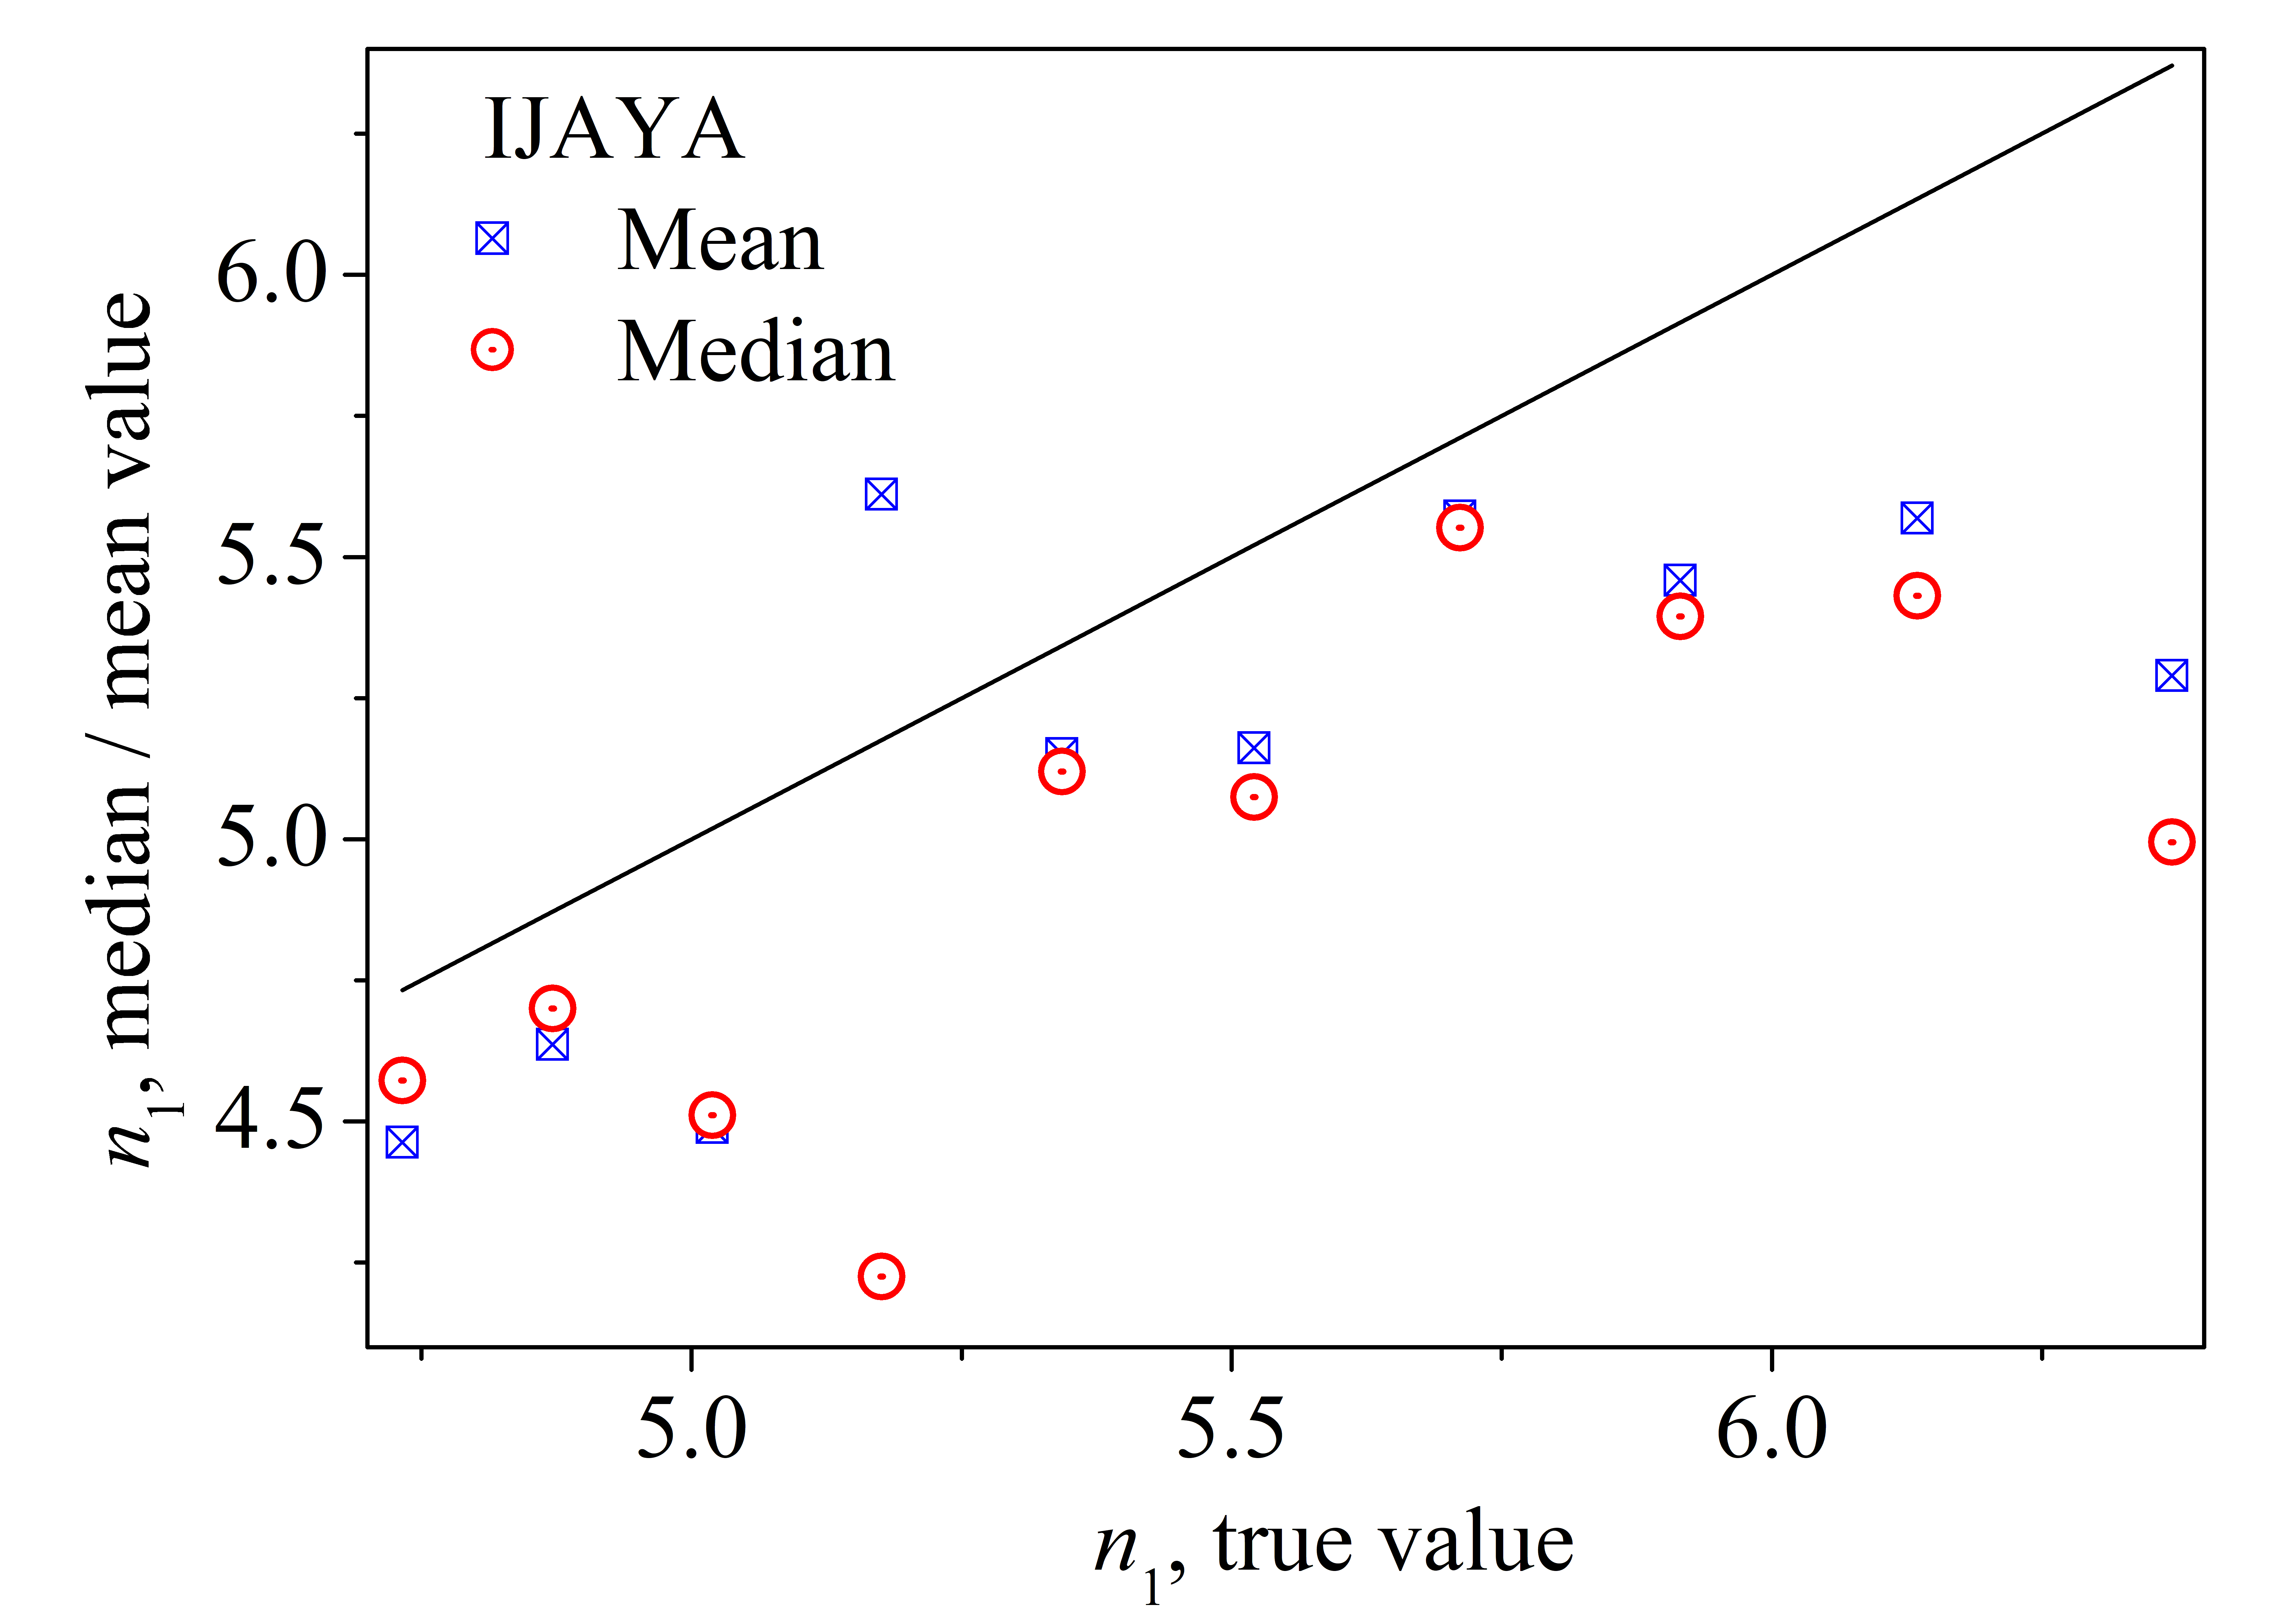 IJAYA
Mean
Median
6.0
5.5
5.0
4.5
n₁, median / mean value
5.0 5.5 6.0
n₁, true value